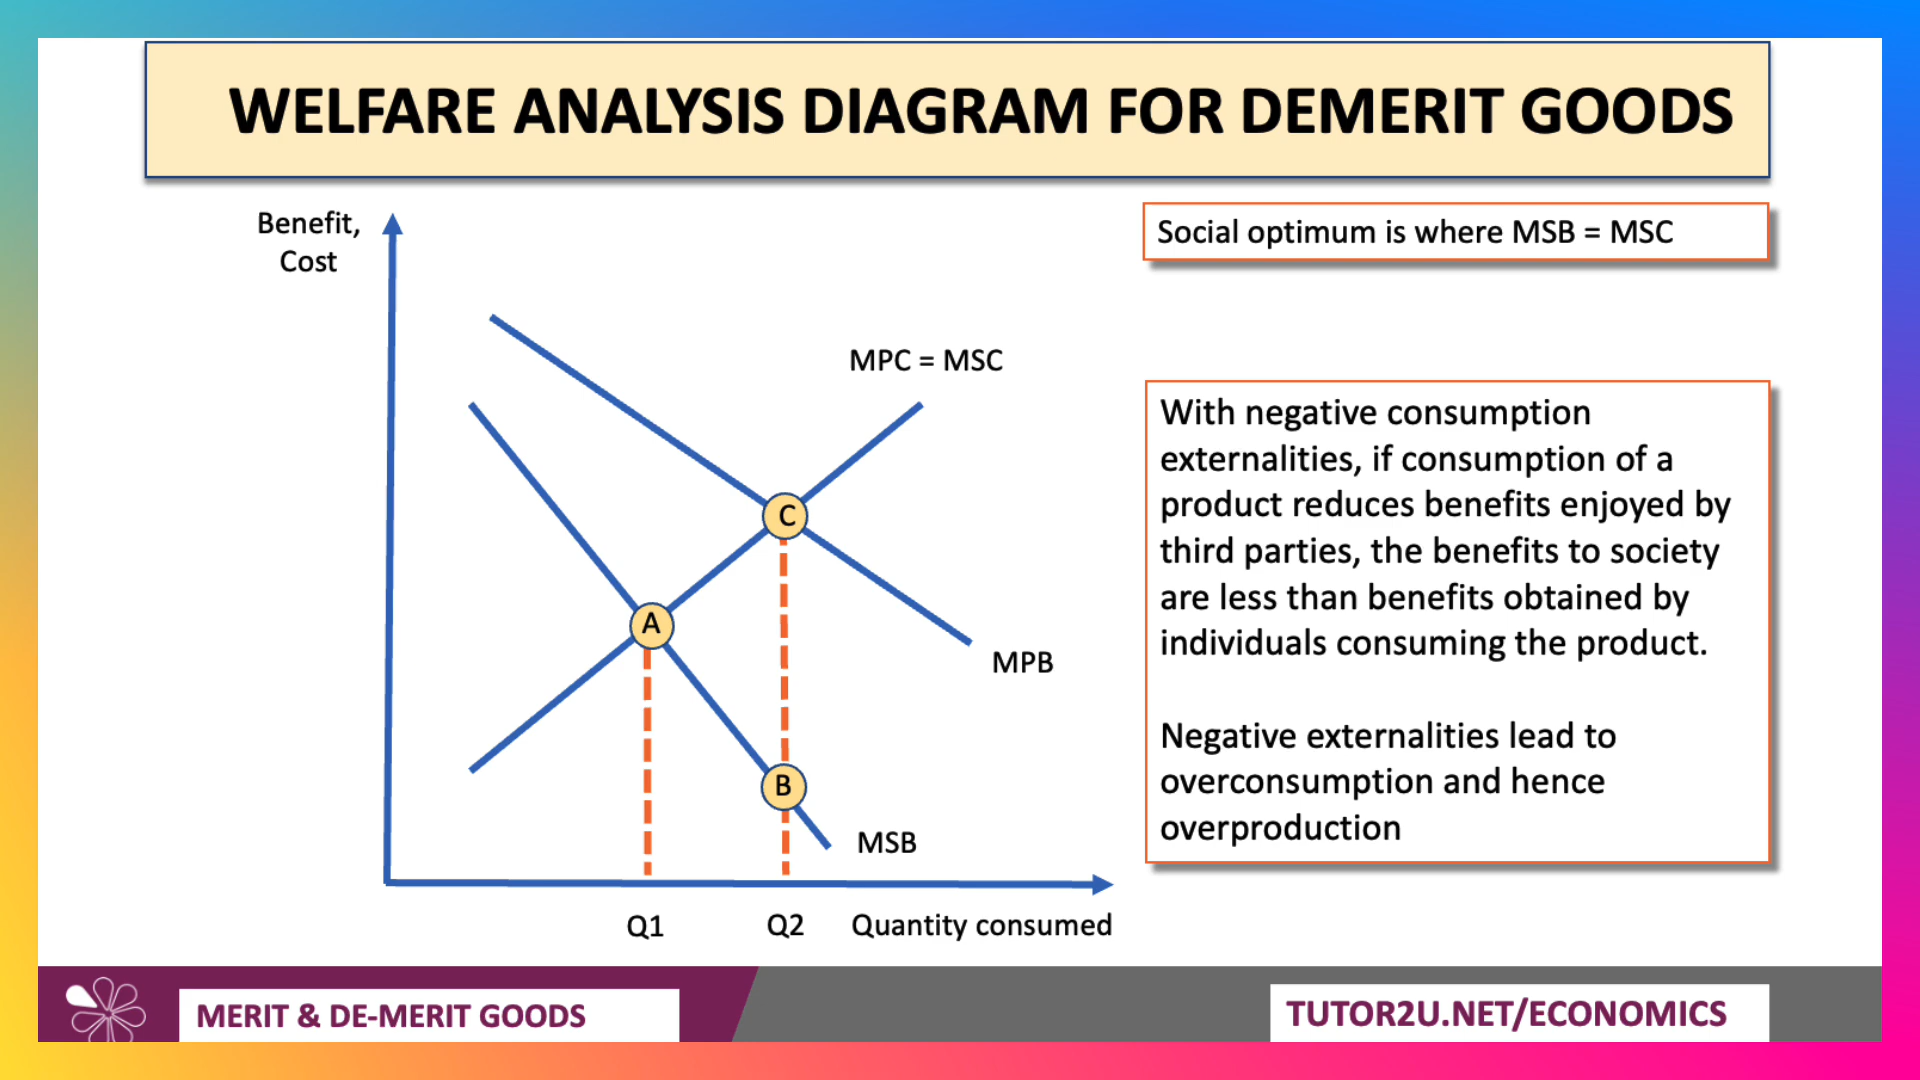 WELFARE ANALYSIS DIAGRAM FOR DEMERIT GOODS
Benefit,
Cost
Social optimum is where MSB = MSC
MPC = MSC
With negative consumption
externalities, if consumption of a
product reduces benefits enjoyed by
third parties, the benefits to society
are less than benefits obtained by
individuals consuming the product.
Negative externalities lead to
overconsumption and hence
overproduction
C
A
MPB
B
MSB
Q1
Q2
Quantity consumed
MERIT & DE-MERIT GOODS
TUTOR2U.NET/ECONOMICS